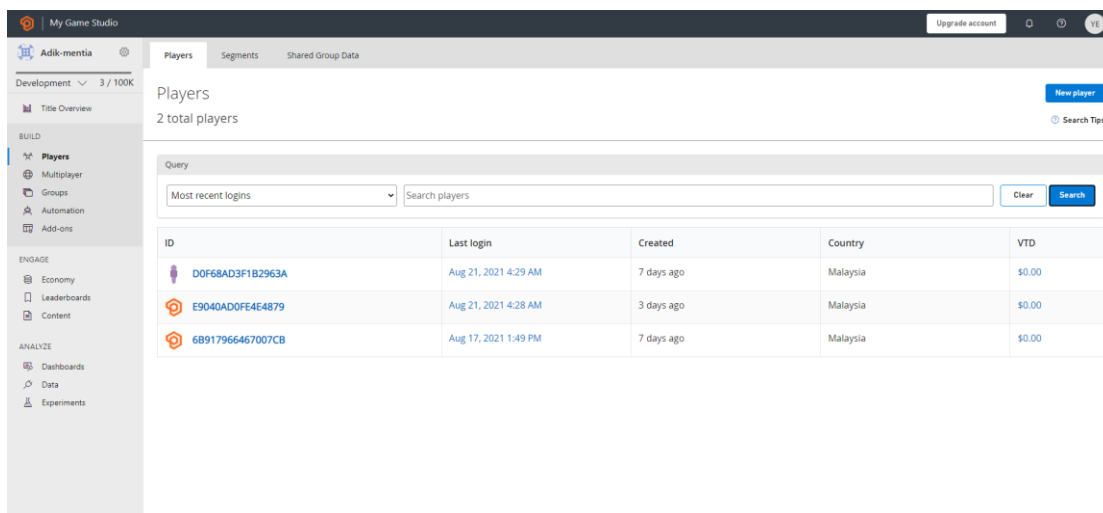 My Game Studio
Upgrade account
YE
Adik-mentia
Development 3 / 100K
Title Overview
BUILD
Players
Multiplayer
Groups
Automation
Add-ons
ENGAGE
Economy
Leaderboards
Content
ANALYZE
Dashboards
Data
Experiments
Players Segments Shared Group Data
Players
New player
2 total players
Search Tips
Query
Most recent logins Search players Clear Search
ID Last login Created Country VTD
D0F68AD3F1B2963A Aug 21, 2021 4:29 AM 7 days ago Malaysia $0.00
E9040AD0FE4E4879 Aug 21, 2021 4:28 AM 3 days ago Malaysia $0.00
6B917966467007CB Aug 17, 2021 1:49 PM 7 days ago Malaysia $0.00